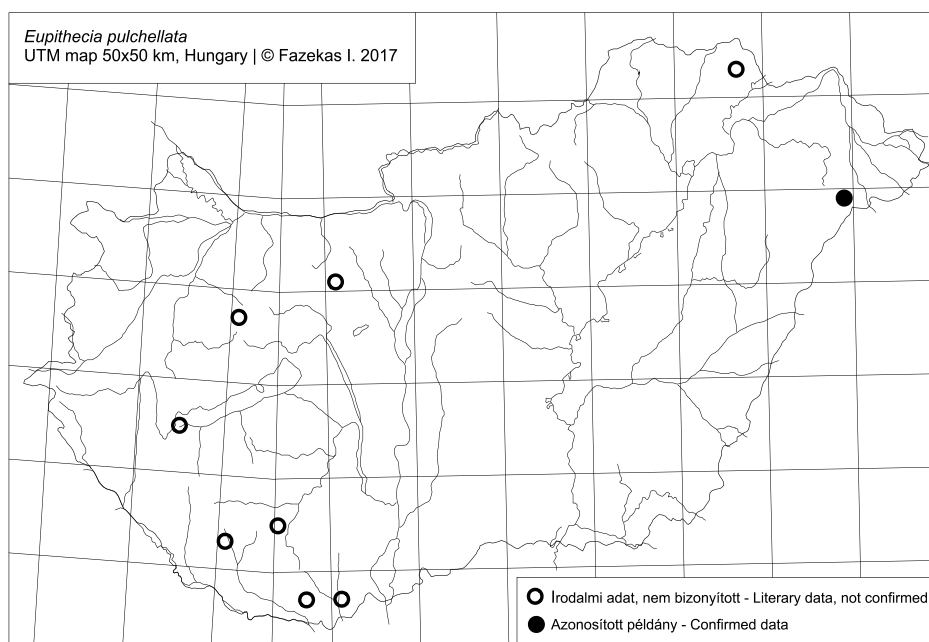 Eupithecia pulchellata
UTM map 50x50 km, Hungary | © Fazekas I. 2017
Irodalmi adat, nem bizonyított - Literary data, not confirmed
Azonosított példány - Confirmed data